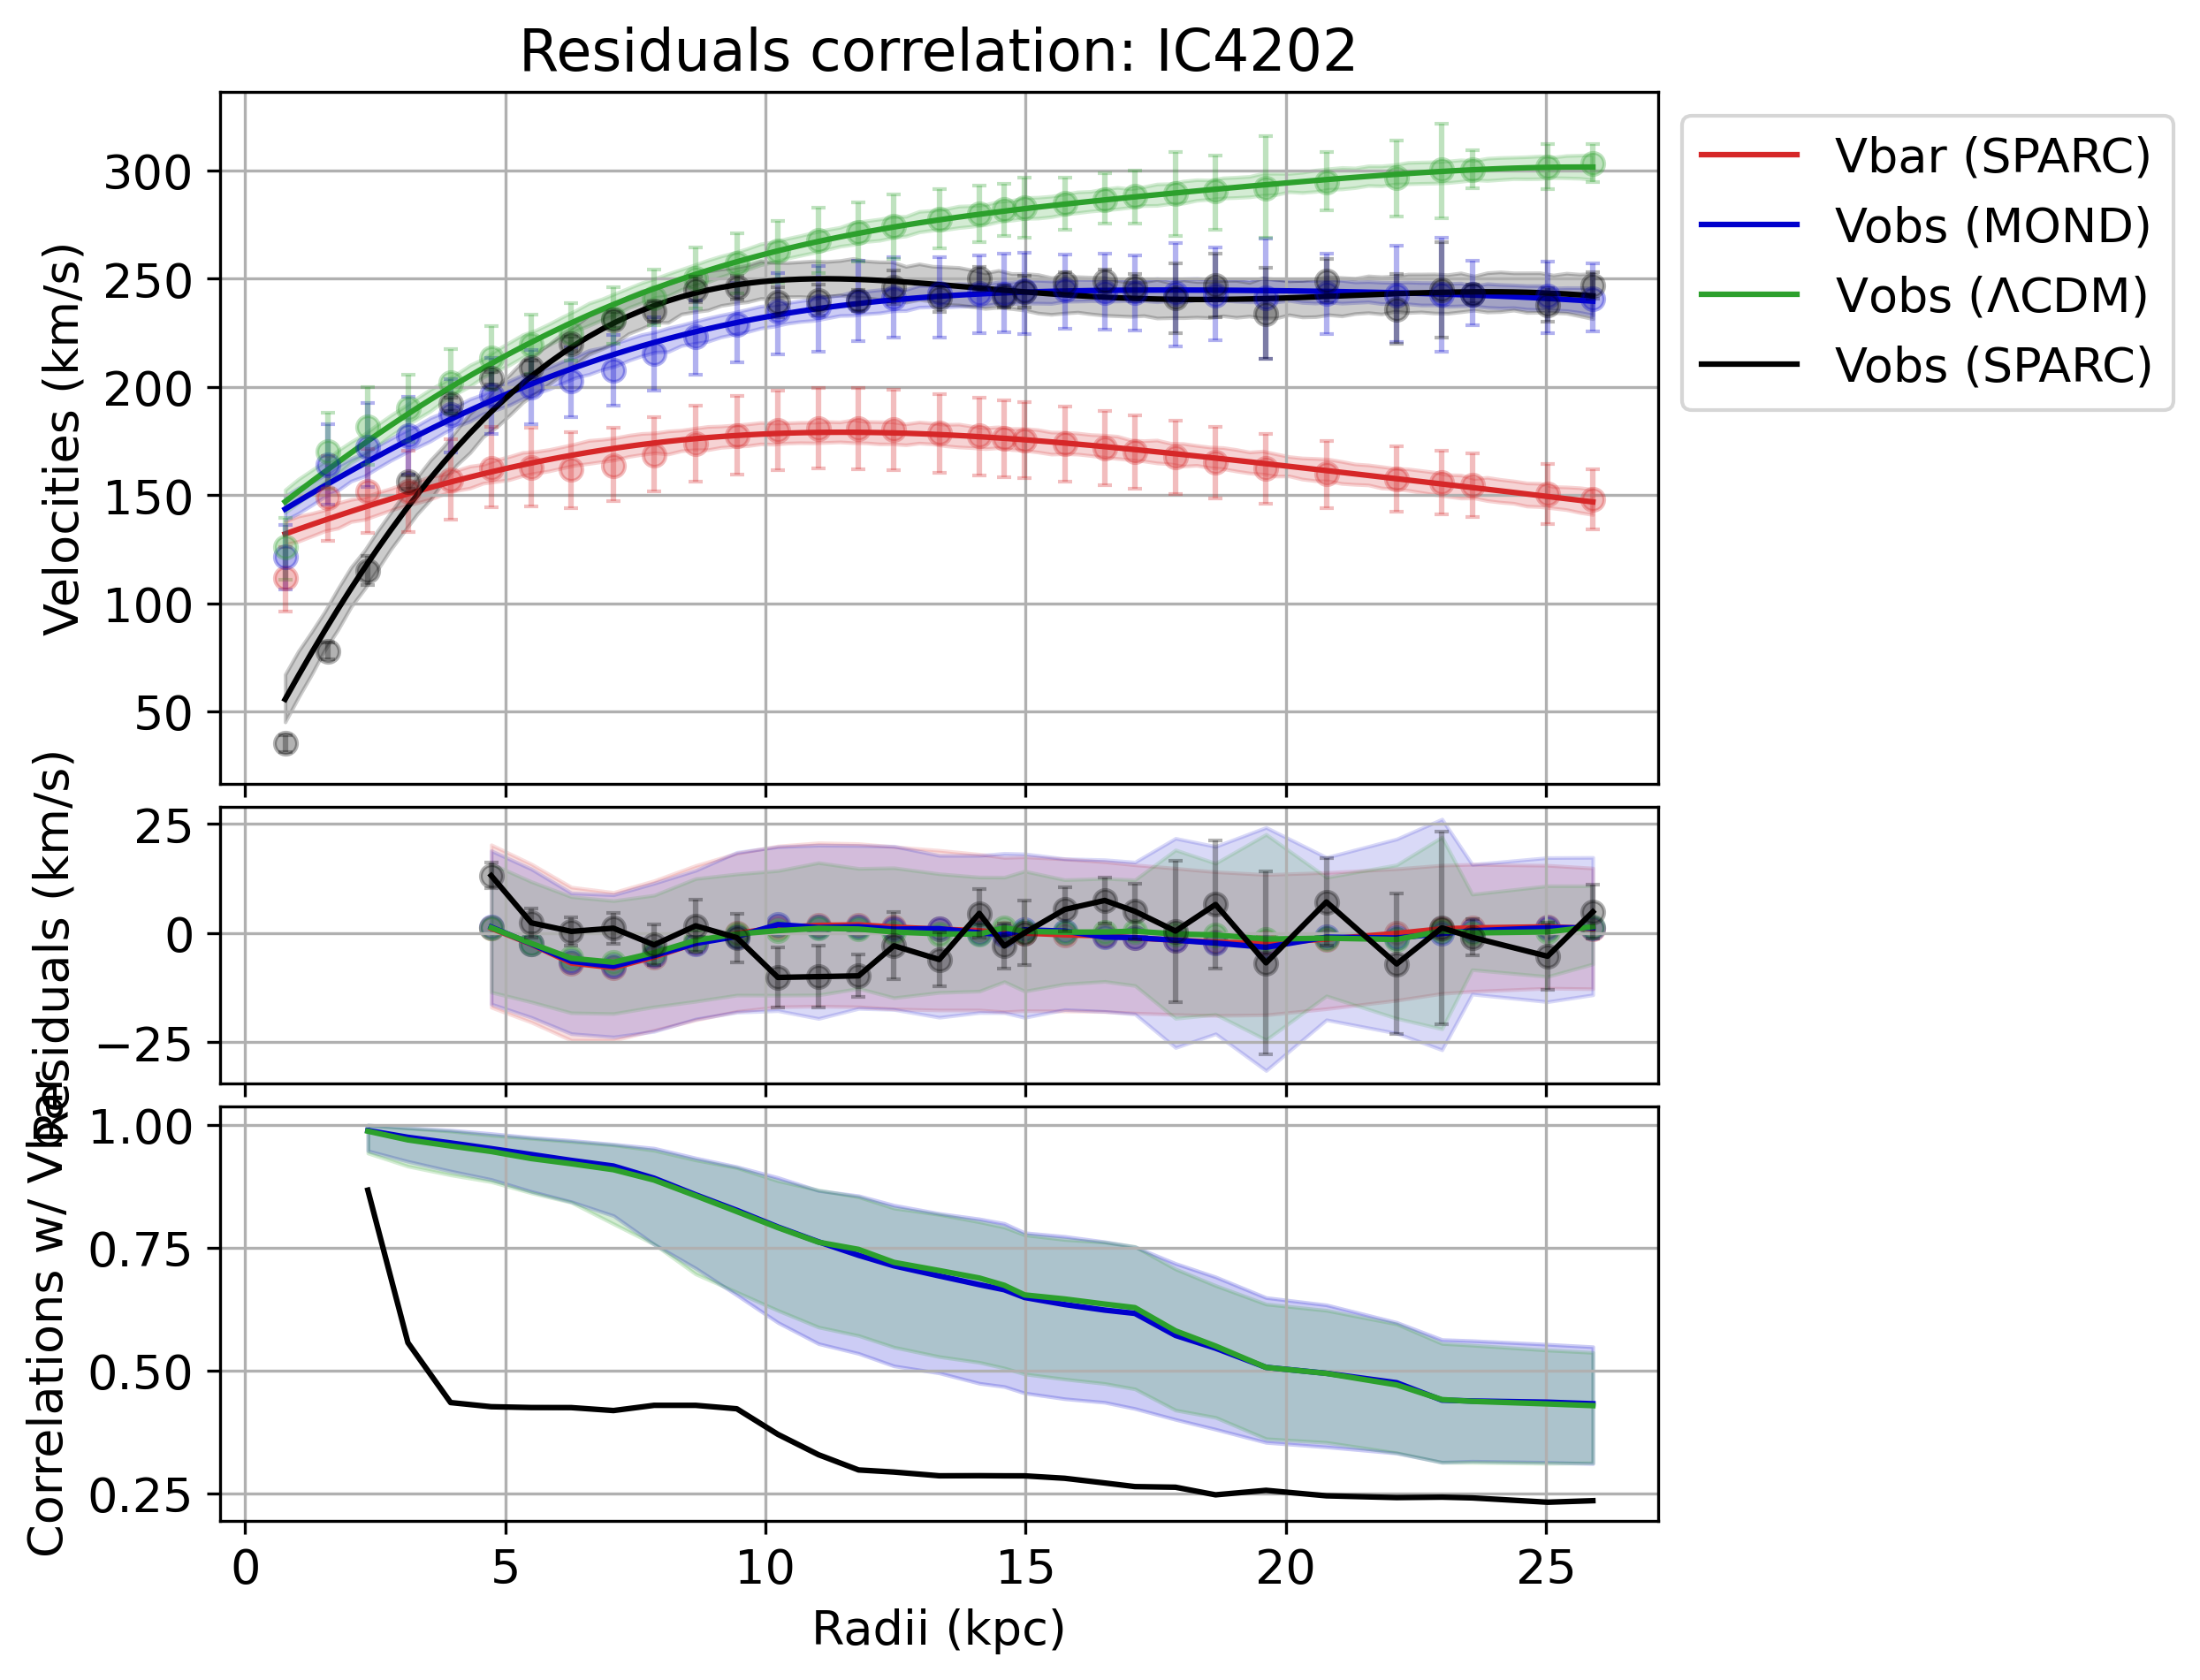 Residuals correlation: IC4202
Velocities (km/s)
300
250
200
150
100
50
Vbar (SPARC)
Vobs (MOND)
Vobs (ΛCDM)
Vobs (SPARC)
Residuals (km/s)
25
0
−25
Correlations w/ Vbar
1.00
0.75
0.50
0.25
0 5 10 15 20 25
Radii (kpc)